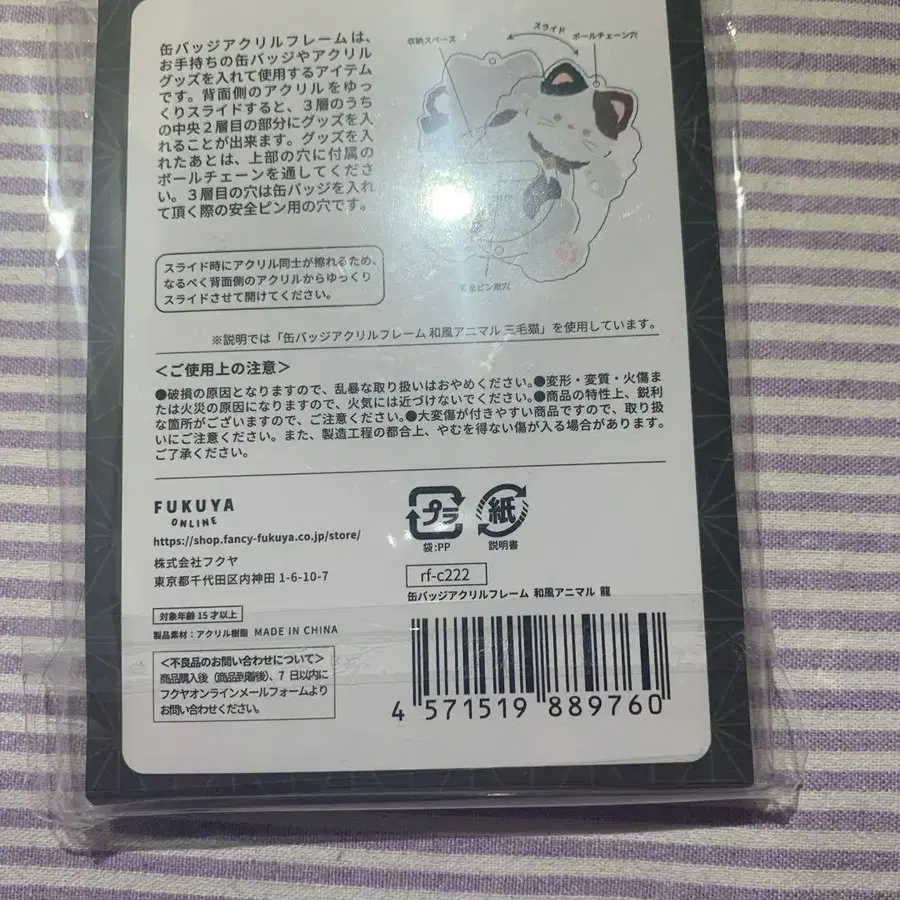 缶バッジアクリルフレームは、
お手持ちの缶バッジやアクリル
グッズを入れて使用するアイテム
です。背面側のアクリルをゆっ
くりスライドすると、３層のうち
の中央２層目の部分にグッズを入
れることが出来ます。グッズを入
れたあとは、上部の穴に付属の
ボールチェーンを通してくださ
い。３層目の穴は缶バッジを入れ
て頂く際の安全ピン用の穴です。
スライド
収納スペース
ボールチェーン穴
全ピン用穴
スライド時にアクリル同士が擦れるため、
なるべく背面側のアクリルからゆっくり
スライドさせて開けてください。
※説明では「缶バッジアクリルフレーム 和風アニマル 三毛猫」を使用しています。
＜ご使用上の注意＞
●破損の原因となりますので、乱暴な取り扱いはおやめください。●変形・変質・火傷ま
たは火災の原因になりますので、火気には近づけないでください。●商品の特性上、鋭利
な箇所がございますので、ご注意ください。●大変傷が付きやすい商品ですので、取り扱
いにご注意ください。また、製造工程の都合上、やむを得ない傷が入る場合があります。
ご了承ください。
FUKUYA
ONLINE
https://shop.fancy-fukuya.co.jp/store/
株式会社フクヤ
東京都千代田区内神田 1-6-10-7
プラ
袋:PP
紙
説明書
rf-c222
缶バッジアクリルフレーム 和風アニマル 龍
対象年齢 15 才以上
製品素材：アクリル樹脂 MADE IN CHINA
＜不良品のお問い合わせについて＞
商品購入後（商品到着後）、7 日以内に
フクヤオンラインメールフォームより
お問い合わせください。
4 571519 889760